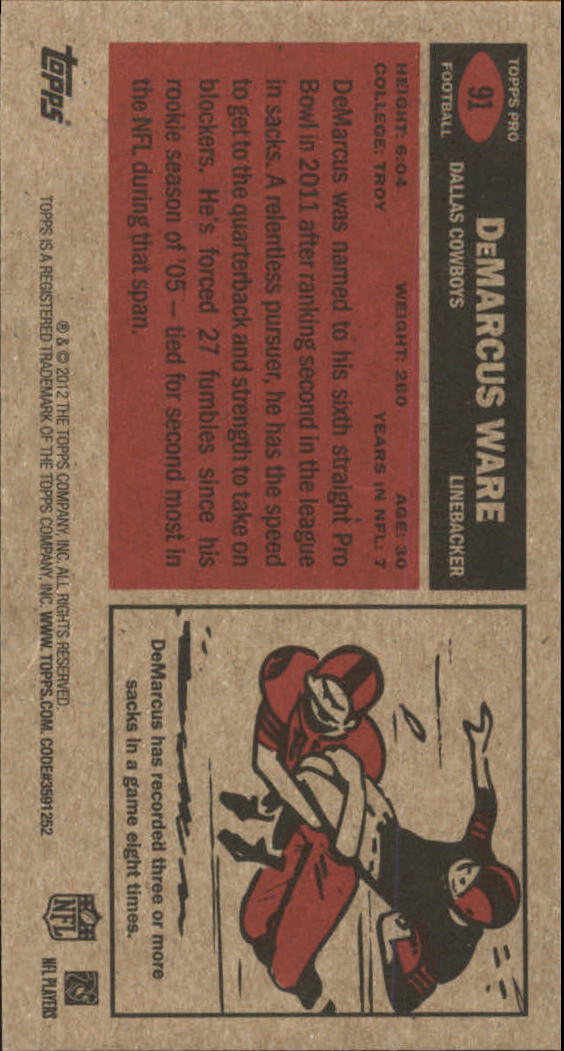 TOPPS PRO
91
FOOTBALL
DeMARCUS WARE
DALLAS COWBOYS LINEBACKER
HEIGHT: 6:04 WEIGHT: 260 AGE: 30
COLLEGE: TROY YEARS IN NFL: 7
DeMarcus was named to his sixth straight Pro
Bowl in 2011 after ranking second in the league
in sacks. A relentless pursuer, he has the speed
to get to the quarterback and strength to take on
blockers. He's forced 27 fumbles since his
rookie season of '05 – tied for second most in
the NFL during that span.
DeMarcus has recorded three or more
sacks in a game eight times.
topps
® & © 2012 THE TOPPS COMPANY, INC. ALL RIGHTS RESERVED.
TOPPS IS A REGISTERED TRADEMARK OF THE TOPPS COMPANY, INC. WWW.TOPPS.COM. CODE#3591252
NFL
NFL PLAYERS